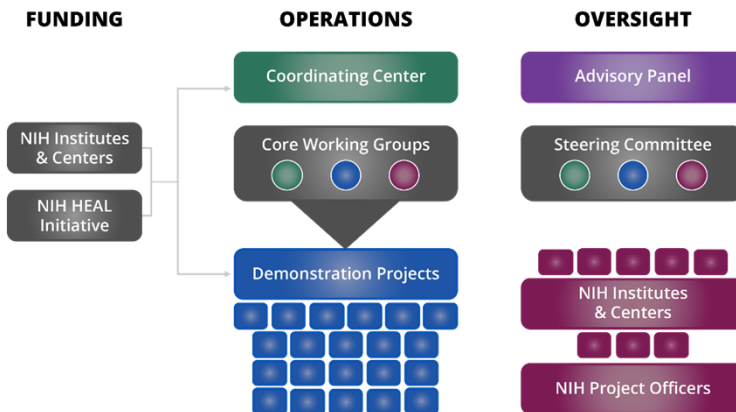 FUNDING
OPERATIONS
OVERSIGHT
Coordinating Center
Advisory Panel
NIH Institutes
& Centers
Core Working Groups
Steering Committee
NIH HEAL
Initiative
Demonstration Projects
NIH Institutes
& Centers
NIH Project Officers